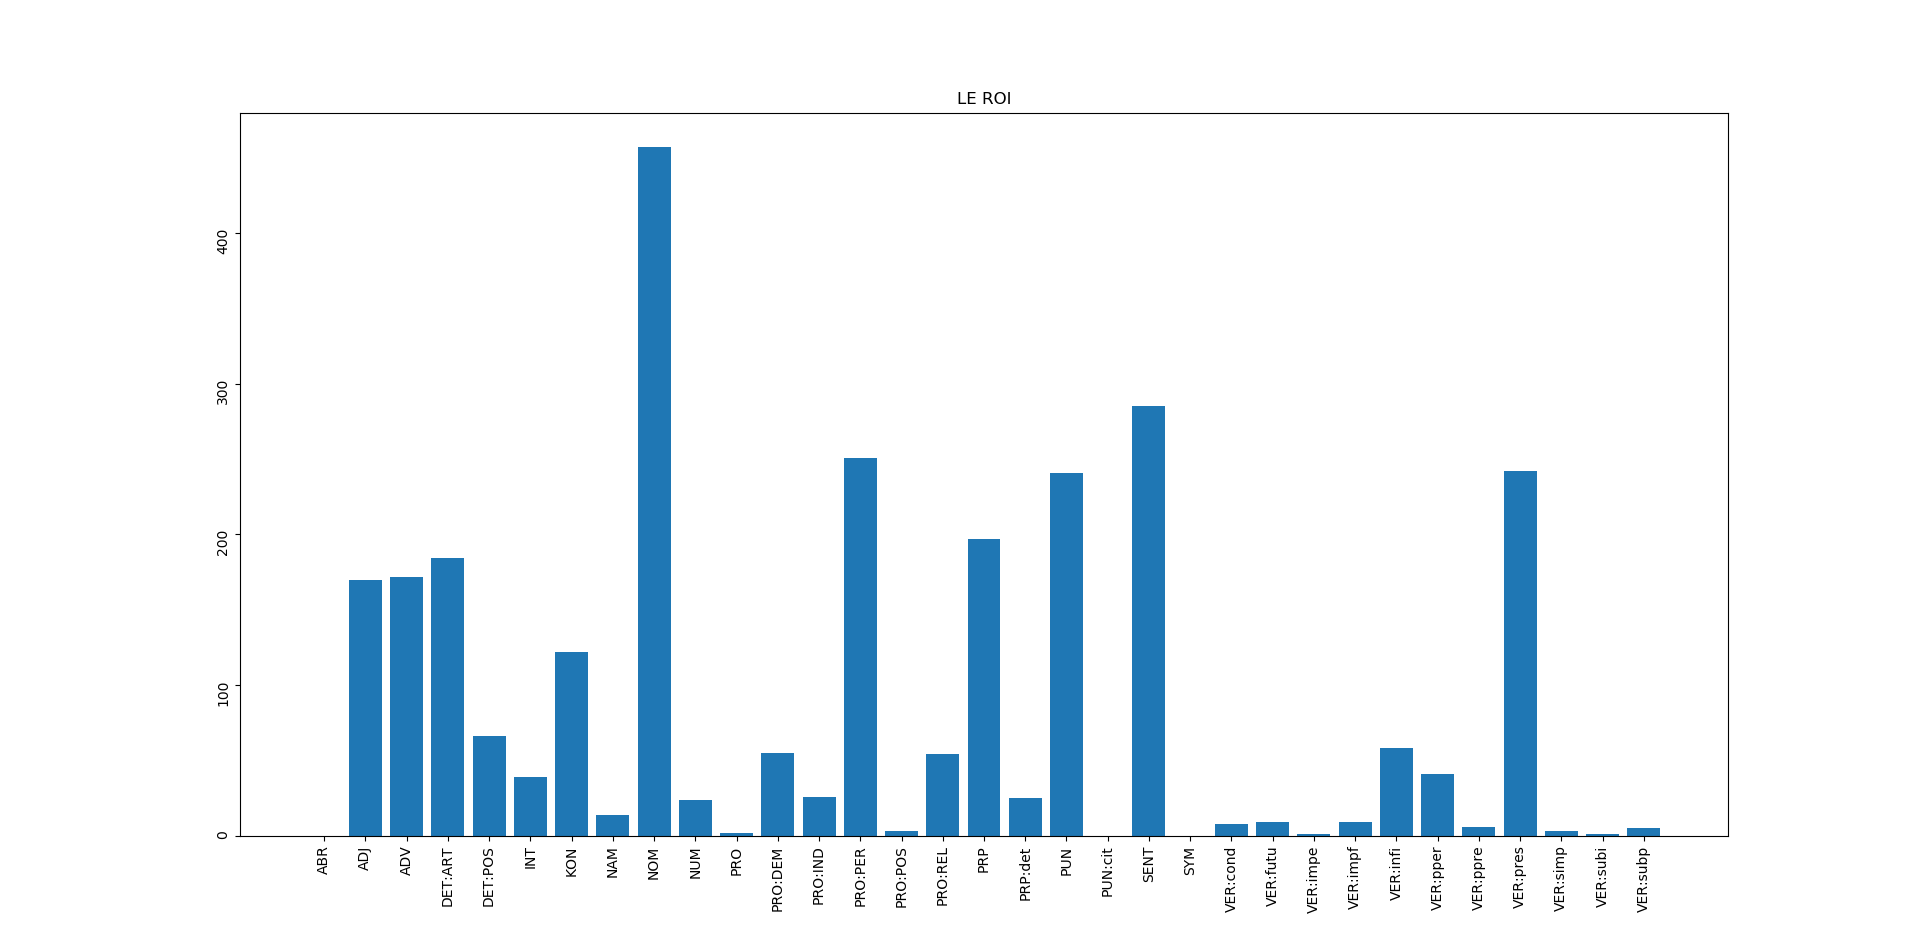 LE ROI
400
300
200
100
0
ABR
ADJ
ADV
DET:ART
DET:POS
INT
KON
NAM
NOM
NUM
PRO
PRO:DEM
PRO:IND
PRO:PER
PRO:POS
PRO:REL
PRP
PRP:det
PUN
PUN:cit
SENT
SYM
VER:cond
VER:futu
VER:impe
VER:impf
VER:infi
VER:pper
VER:ppre
VER:pres
VER:simp
VER:subi
VER:subp